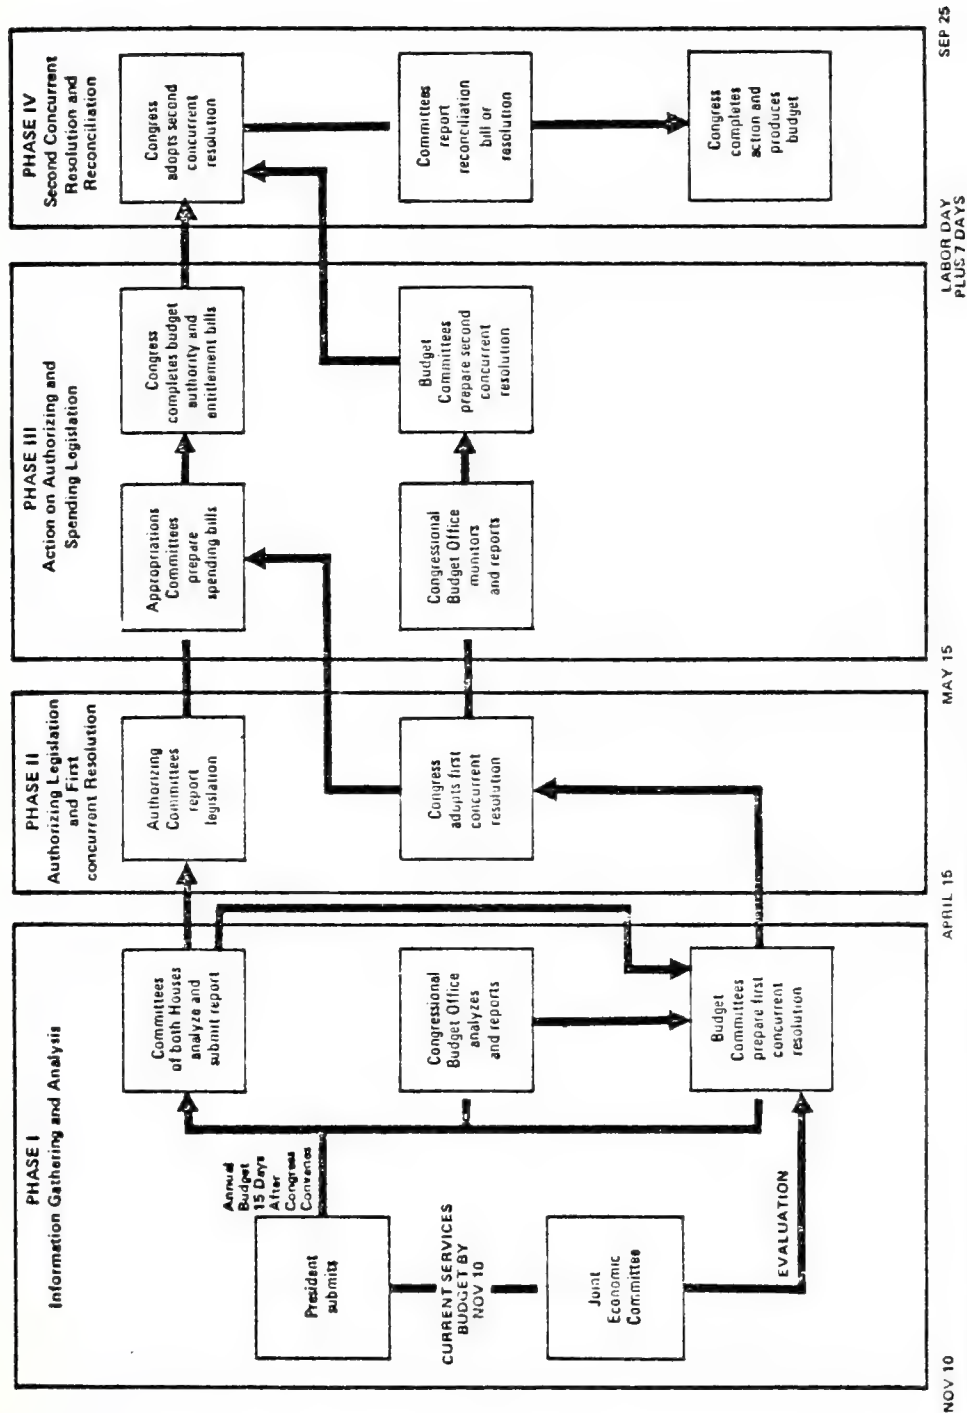 PHASE I
Information Gathering and Analysis
President
submits
Annual
Budget
15 Days
After
Congress
Convenes
CURRENT SERVICES
BUDGET BY
NOV 10
Joint
Economic
Committee
EVALUATION
Committees
of both Houses
analyze and
submit report
Congressional
Budget Office
analyzes
and reports
Budget
Committees
prepare first
concurrent
resolution
PHASE II
Authorizing Legislation
and First
concurrent Resolution
Authorizing
Committees
report
legislation
Congress
adopts first
concurrent
resolution
PHASE III
Action on Authorizing and
Spending Legislation
Appropriations
Committees
prepare
spending bills
Congress
completes budget
authority and
entitlement bills
Congressional
Budget Office
monitors
and reports
Budget
Committees
prepare second
concurrent
resolution
PHASE IV
Second Concurrent
Resolution and
Reconciliation
Congress
adopts second
concurrent
resolution
Committees
report
reconciliation
bill or
resolution
Congress
completes
action and
produces
budget
NOV 10
APRIL 15
MAY 15
LABOR DAY
PLUS 7 DAYS
SEP 25